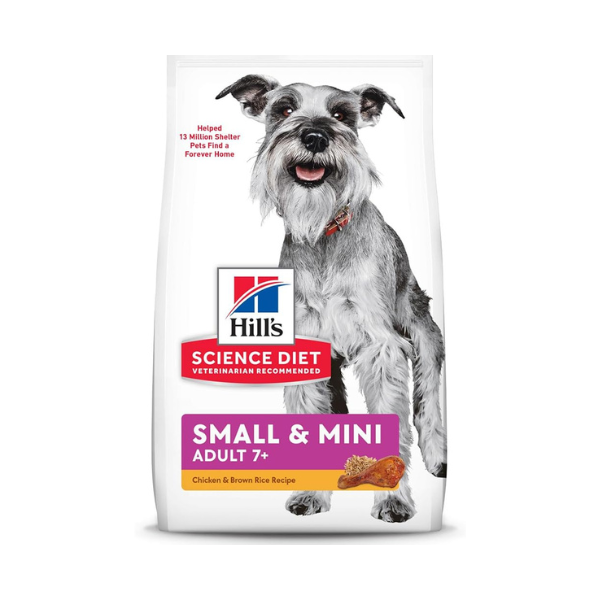 Helped
13 Million Shelter
Pets Find a
Forever Home
Hill's
SCIENCE DIET
VETERINARIAN RECOMMENDED
SMALL & MINI
ADULT 7+
Chicken & Brown Rice Recipe